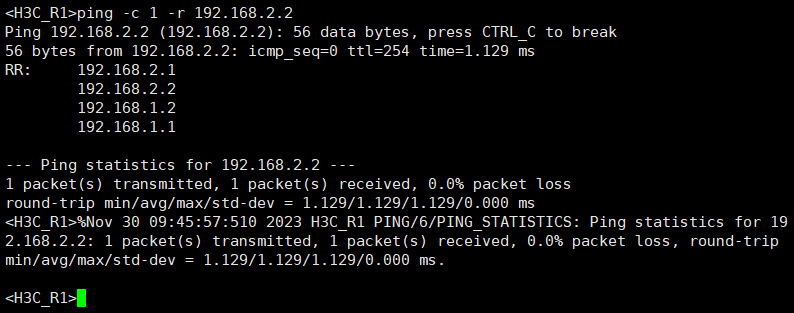 <H3C_R1>ping -c 1 -r 192.168.2.2
Ping 192.168.2.2 (192.168.2.2): 56 data bytes, press CTRL_C to break
56 bytes from 192.168.2.2: icmp_seq=0 ttl=254 time=1.129 ms
RR:     192.168.2.1
        192.168.2.2
        192.168.1.2
        192.168.1.1

--- Ping statistics for 192.168.2.2 ---
1 packet(s) transmitted, 1 packet(s) received, 0.0% packet loss
round-trip min/avg/max/std-dev = 1.129/1.129/1.129/0.000 ms
<H3C_R1>%Nov 30 09:45:57:510 2023 H3C_R1 PING/6/PING_STATISTICS: Ping statistics for 19
2.168.2.2: 1 packet(s) transmitted, 1 packet(s) received, 0.0% packet loss, round-trip
min/avg/max/std-dev = 1.129/1.129/1.129/0.000 ms.

<H3C_R1>